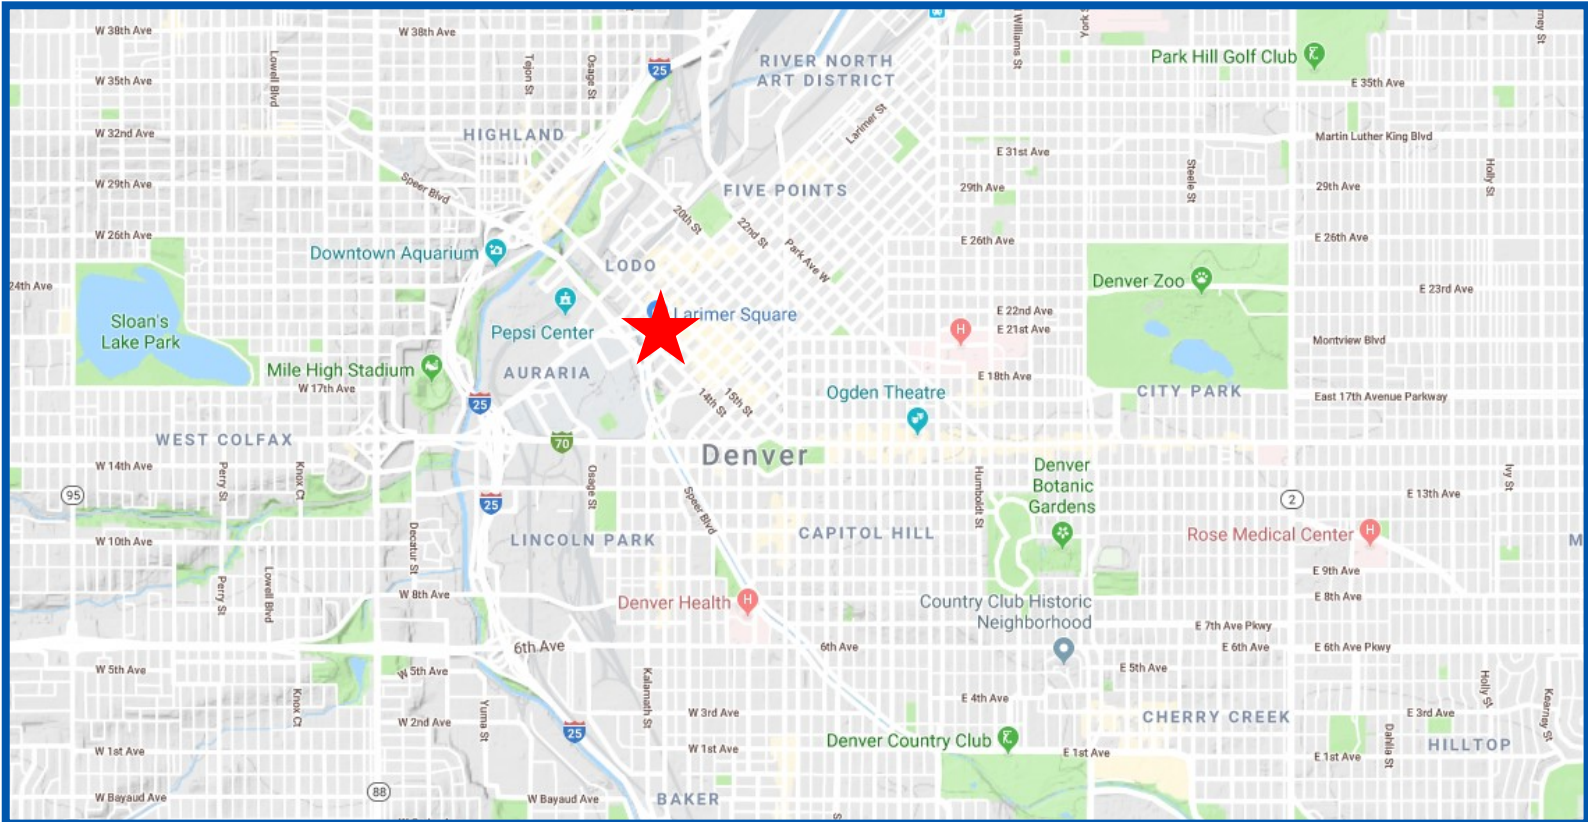 W 38th Ave
W 38th Ave
Lowell Blvd
Tejon St
Osage St
25
RIVER NORTH
ART DISTRICT
Williams St
York S
Park Hill Golf Club
rney St
W 35th Ave
E 35th Ave
Larimer St
W 32nd Ave
HIGHLAND
Martin Luther King Blvd
E 31st Ave
Steele St
Holly St
W 29th Ave
Speer Blvd
FIVE POINTS
29th Ave
29th Ave
20th St
22nd St
Park Ave W
W 26th Ave
E 26th Ave
E 26th Ave
Downtown Aquarium
LODO
Denver Zoo
24th Ave
E 23rd Ave
Sloan's
Lake Park
Pepsi Center
Larimer Square
E 22nd Ave
H
E 21st Ave
Montview Blvd
Mile High Stadium
AURARIA
W 17th Ave
E 18th Ave
CITY PARK
East 17th Avenue Parkway
Ogden Theatre
14th St
15th St
25
WEST COLFAX
70
Denver
W 14th Ave
Perry St
Knox Ct
Osage St
Humboldt St
Denver
Botanic
Gardens
Ivy St
95
25
Speer Blvd
2
E 13th Ave
W 10th Ave
Decatur St
LINCOLN PARK
CAPITOL HILL
Rose Medical Center
H
M
Perry St
Lowell Blvd
E 9th Ave
W 8th Ave
Denver Health
H
Country Club Historic
Neighborhood
E 8th Ave
E 7th Ave Pkwy
6th Ave
6th Ave
E 6th Ave
E 6th Ave Pkwy
W 5th Ave
W 5th Ave
E 5th Ave
Knox Ct
Yuma St
Kalamath St
E 4th Ave
Holly St
Kearney St
W 2nd Ave
25
W 3rd Ave
CHERRY CREEK
E 3rd Ave
W 1st Ave
W 1st Ave
Denver Country Club
E 1st Ave
E 1st Ave
Dahlia St
HILLTOP
W Bayaud Ave
88
W Bayaud Ave
BAKER
S